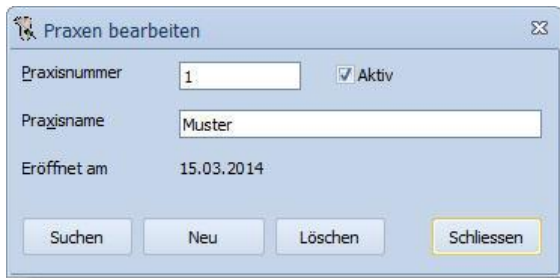 Praxen bearbeiten
Praxisnummer 1 Aktiv
Praxisname Muster
Eröffnet am 15.03.2014
Suchen Neu Löschen Schliessen